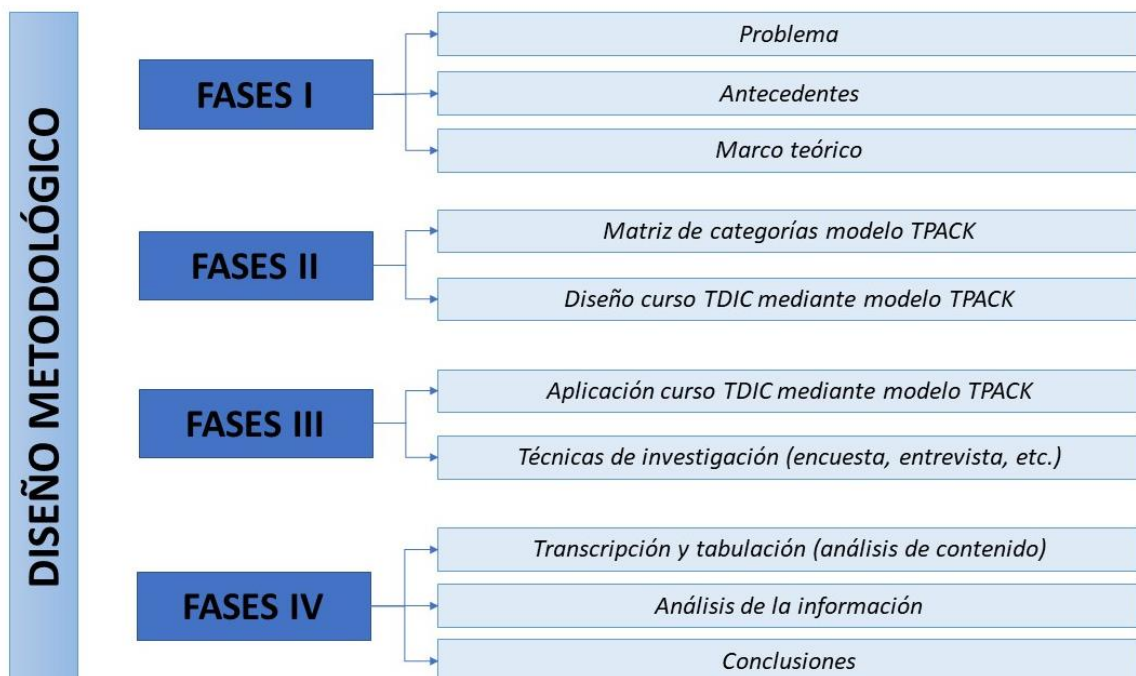 DISEÑO METODOLÓGICO
FASES I
Problema
Antecedentes
Marco teórico
FASES II
Matriz de categorías modelo TPACK
Diseño curso TDIC mediante modelo TPACK
FASES III
Aplicación curso TDIC mediante modelo TPACK
Técnicas de investigación (encuesta, entrevista, etc.)
FASES IV
Transcripción y tabulación (análisis de contenido)
Análisis de la información
Conclusiones